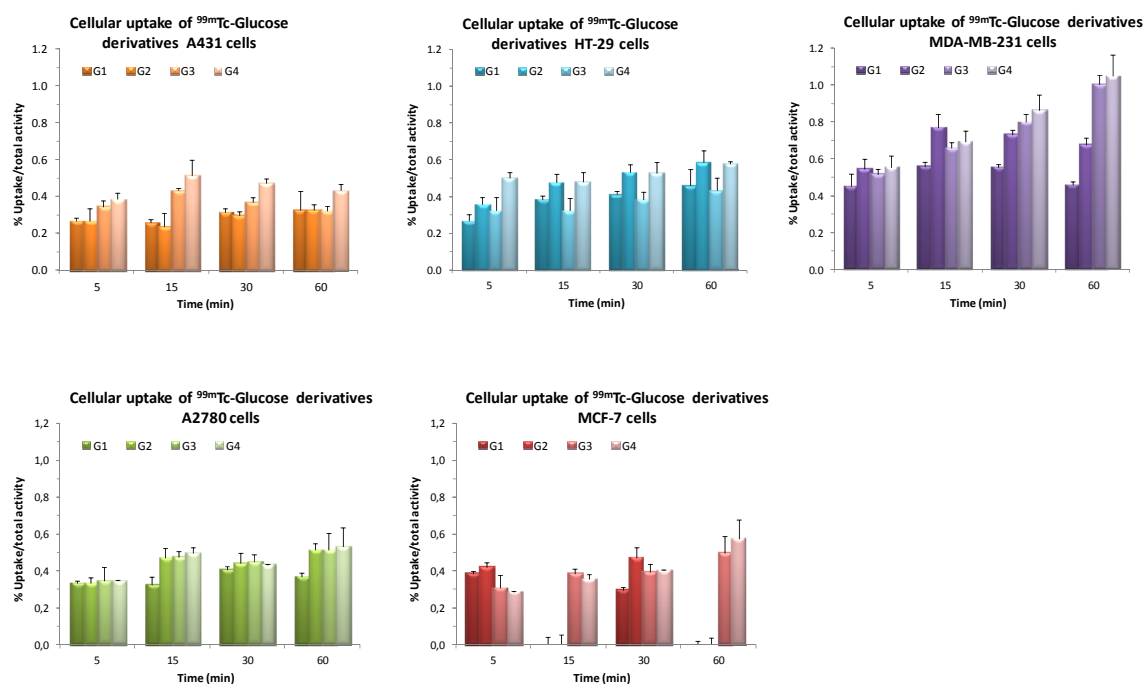 Cellular uptake of ⁹⁹ᵐTc-Glucose
derivatives A431 cells
1.2
1.0
0.8
0.6
0.4
0.2
0.0
% Uptake/total activity
G1 G2 G3 G4
5 15 30 60
Time (min)
Cellular uptake of ⁹⁹ᵐTc-Glucose
derivatives HT-29 cells
1.2
1.0
0.8
0.6
0.4
0.2
0.0
% Uptake/total activity
G1 G2 G3 G4
5 15 30 60
Time (min)
Cellular uptake of ⁹⁹ᵐTc-Glucose derivatives
MDA-MB-231 cells
1.2
1.0
0.8
0.6
0.4
0.2
0.0
% Uptake/total activity
G1 G2 G3 G4
5 15 30 60
Time (min)
Cellular uptake of ⁹⁹ᵐTc-Glucose derivatives
A2780 cells
1,2
1,0
0,8
0,6
0,4
0,2
0,0
% Uptake/total activity
G1 G2 G3 G4
5 15 30 60
Time (min)
Cellular uptake of ⁹⁹ᵐTc-Glucose derivatives
MCF-7 cells
1,2
1,0
0,8
0,6
0,4
0,2
0,0
% Uptake/total activity
G1 G2 G3 G4
5 15 30 60
Time (min)